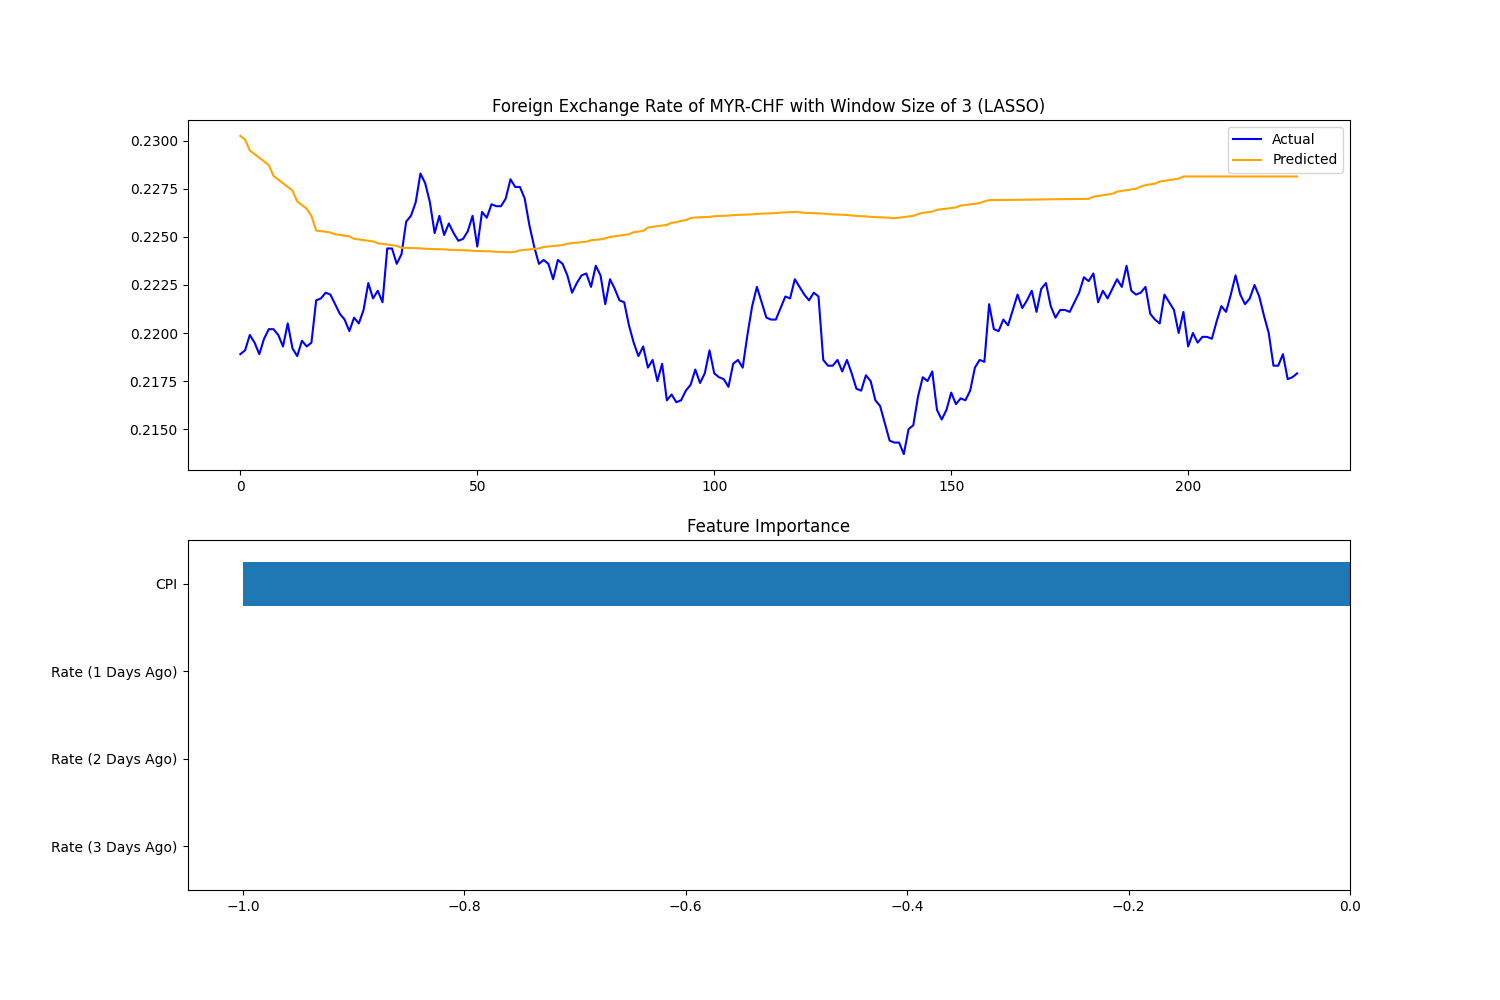 Foreign Exchange Rate of MYR-CHF with Window Size of 3 (LASSO)
0.2300
0.2275
0.2250
0.2225
0.2200
0.2175
0.2150
Actual
Predicted
0 50 100 150 200
Feature Importance
CPI
Rate (1 Days Ago)
Rate (2 Days Ago)
Rate (3 Days Ago)
−1.0 −0.8 −0.6 −0.4 −0.2 0.0